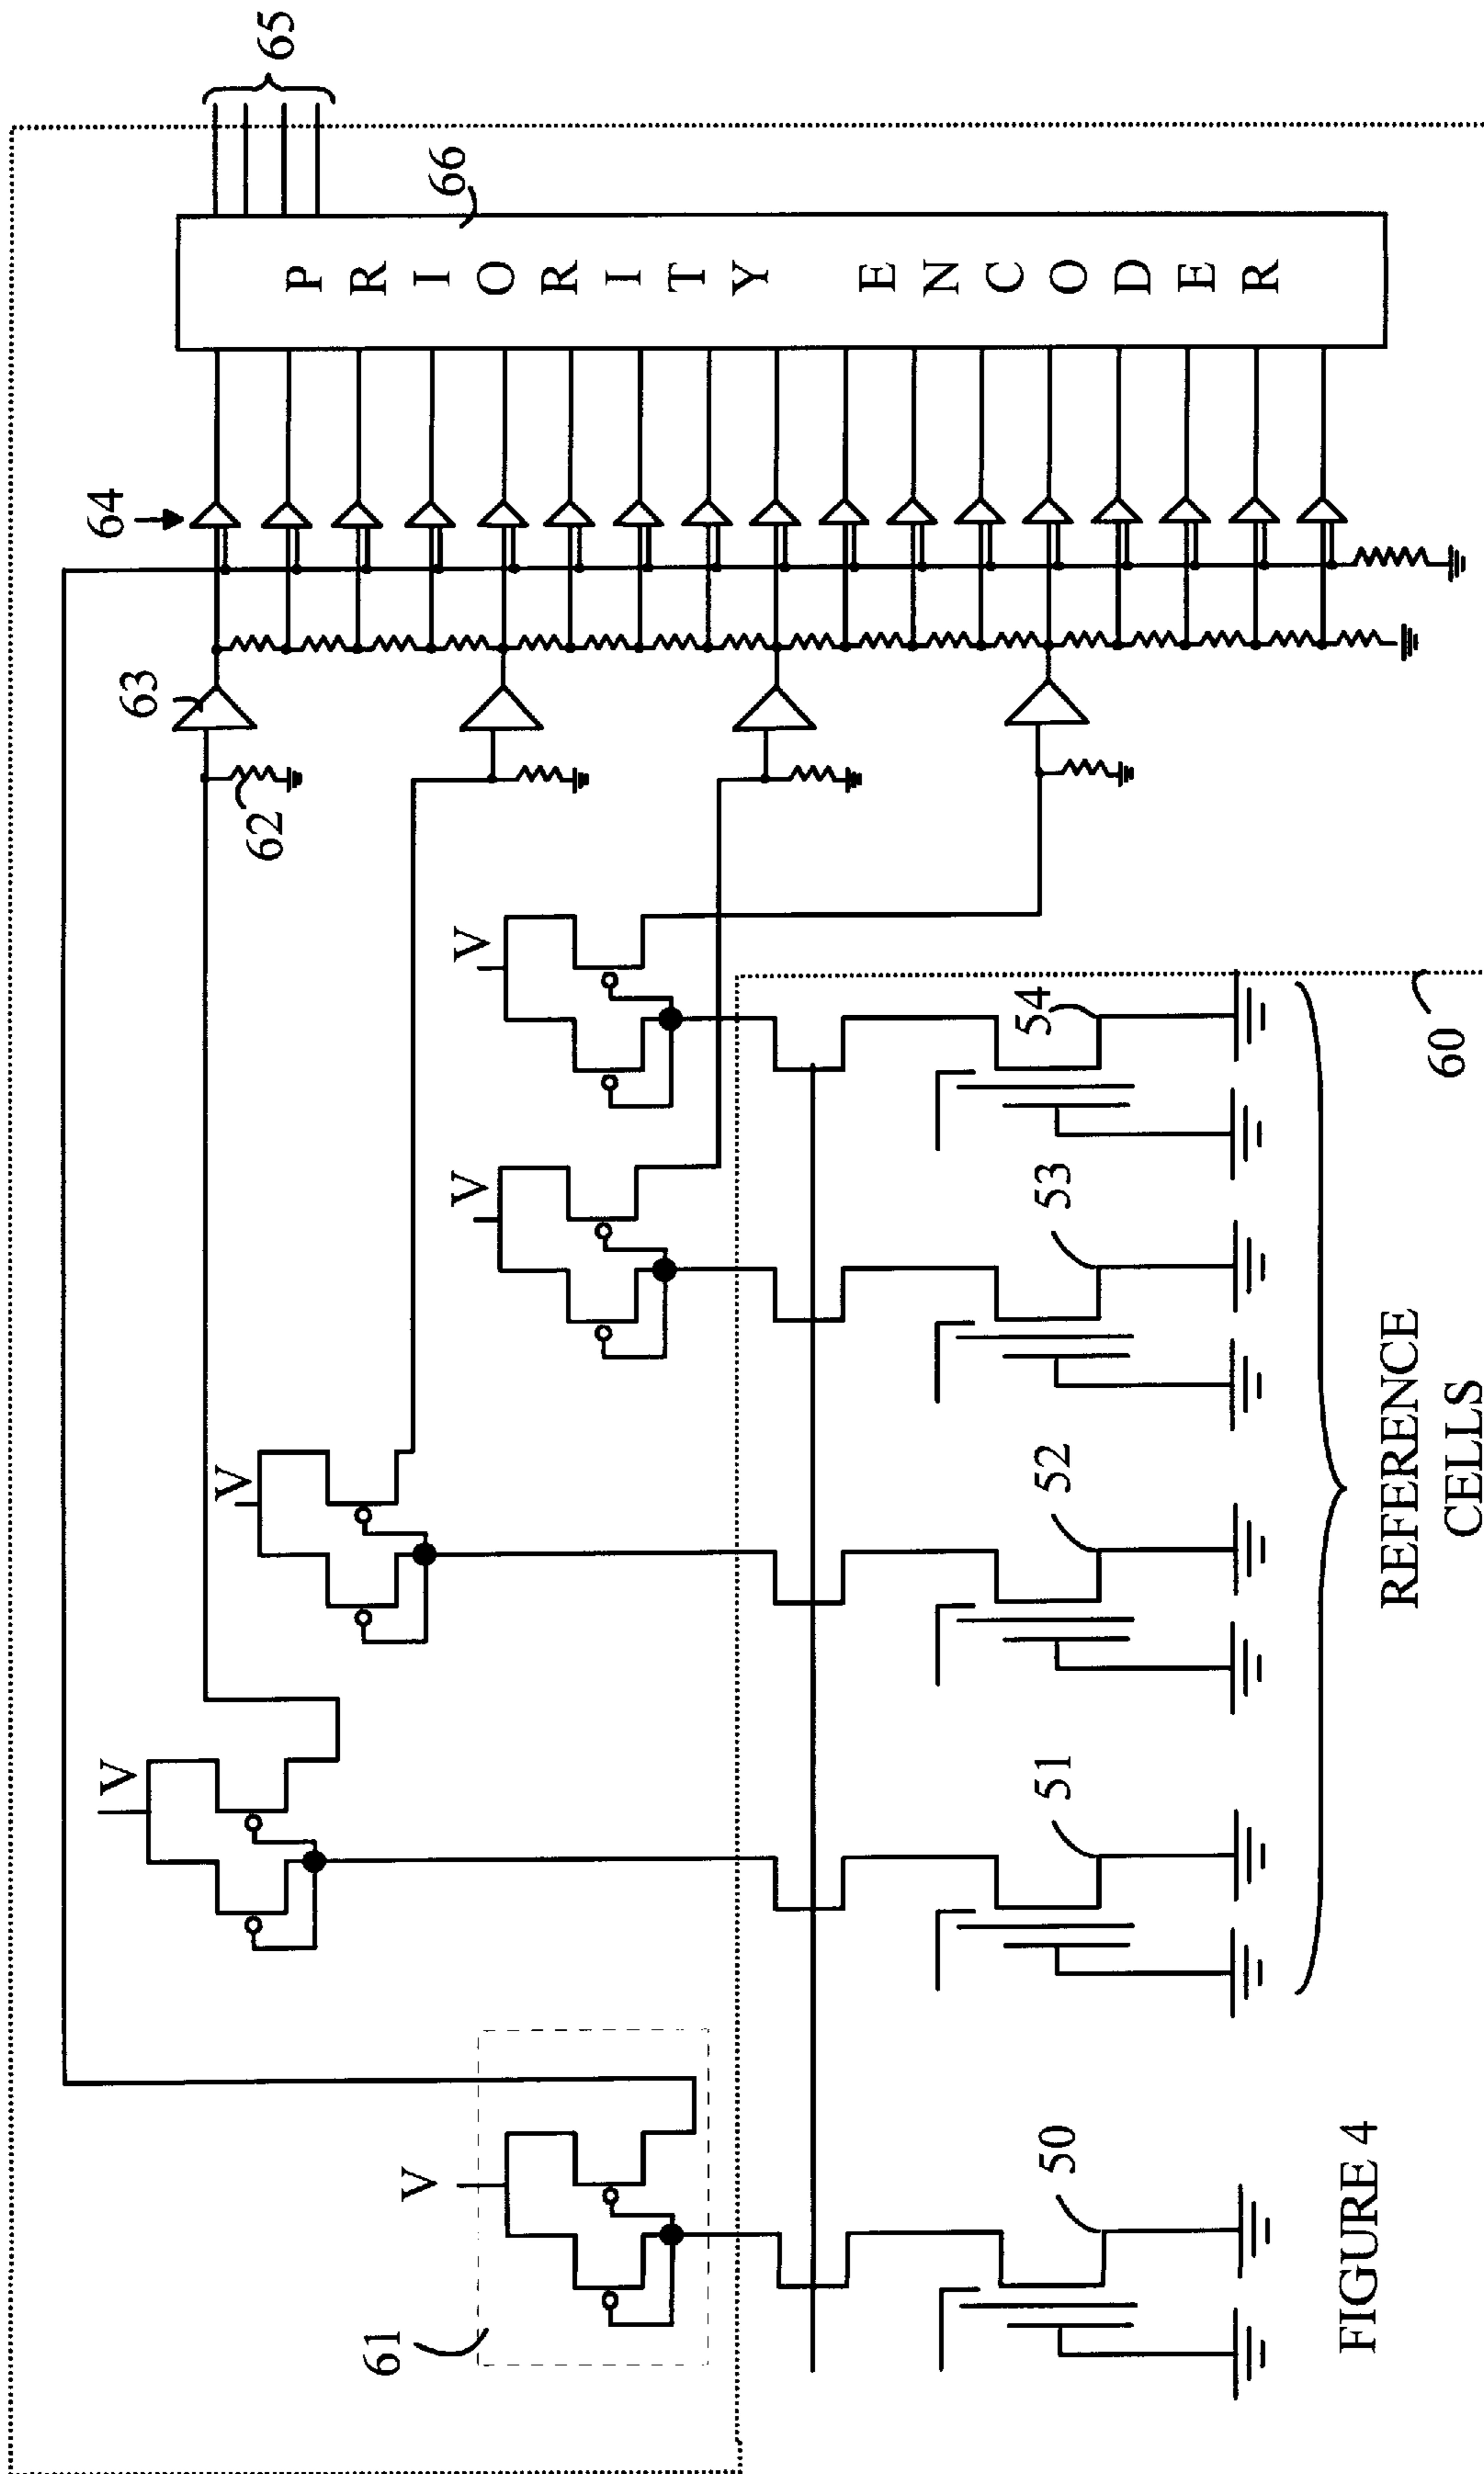 65
66
PRIORITY ENCODER
64
63
62
V
V
V
V
V
61
54
53
52
51
50
60
REFERENCE
CELLS
FIGURE 4